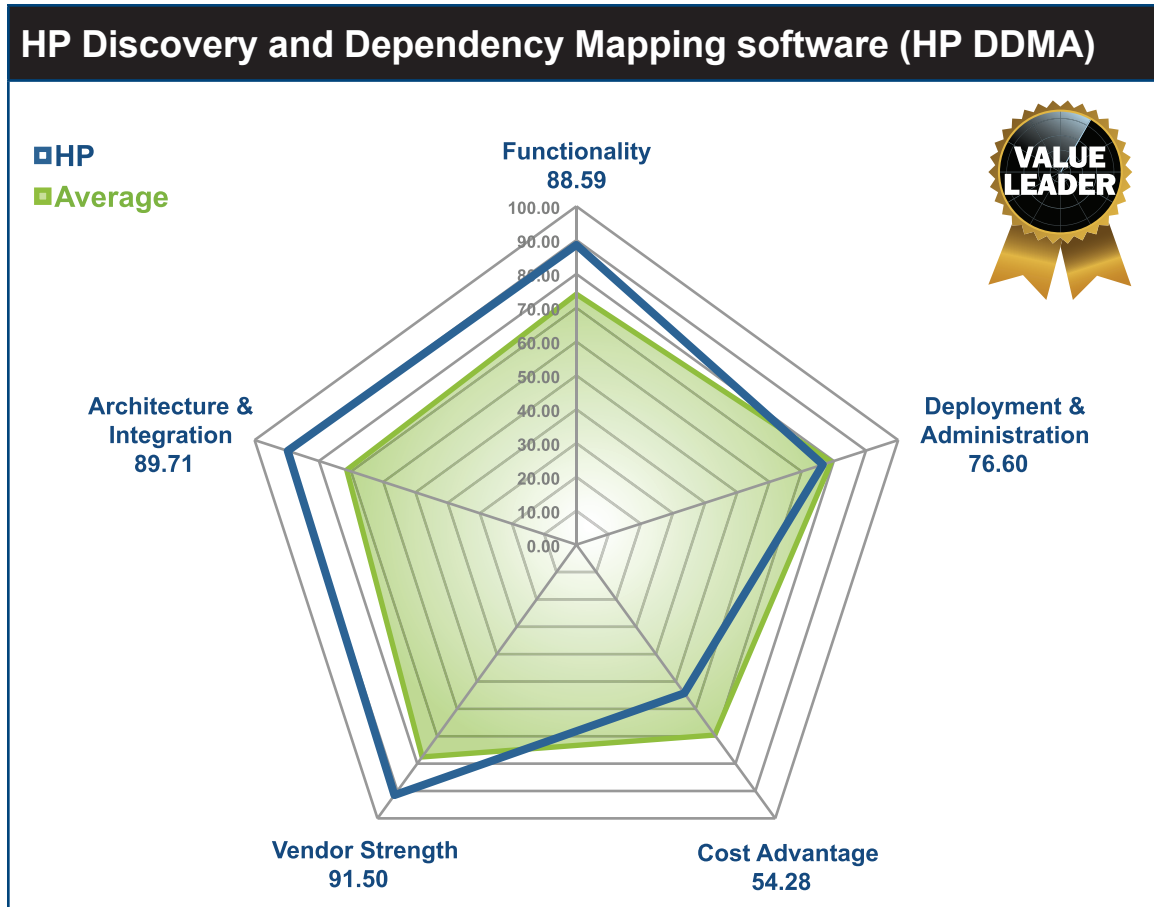 HP Discovery and Dependency Mapping software (HP DDMA)
HP
Average
VALUE
LEADER
Functionality
88.59
100.00
90.00
80.00
70.00
60.00
50.00
40.00
30.00
20.00
10.00
0.00
Architecture &
Integration
89.71
Deployment &
Administration
76.60
Vendor Strength
91.50
Cost Advantage
54.28